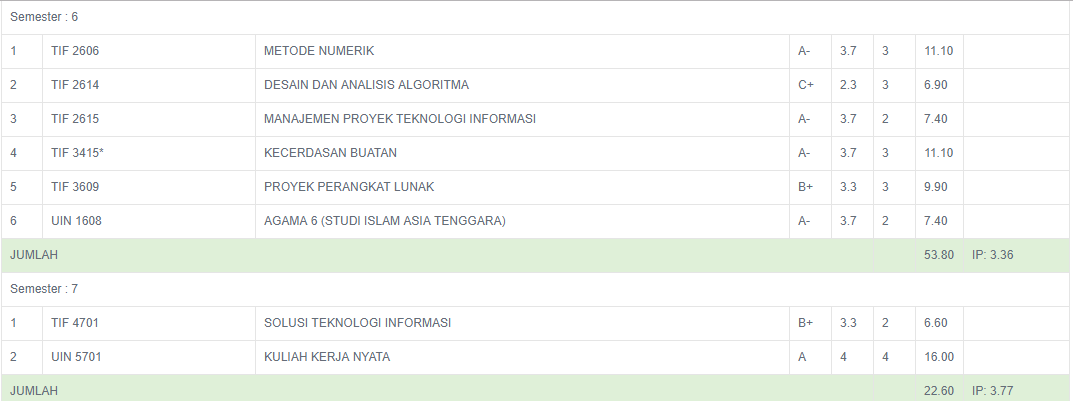 Semester : 6
1 TIF 2606 METODE NUMERIK A- 3.7 3 11.10
2 TIF 2614 DESAIN DAN ANALISIS ALGORITMA C+ 2.3 3 6.90
3 TIF 2615 MANAJEMEN PROYEK TEKNOLOGI INFORMASI A- 3.7 2 7.40
4 TIF 3415* KECERDASAN BUATAN A- 3.7 3 11.10
5 TIF 3609 PROYEK PERANGKAT LUNAK B+ 3.3 3 9.90
6 UIN 1608 AGAMA 6 (STUDI ISLAM ASIA TENGGARA) A- 3.7 2 7.40
JUMLAH 53.80 IP: 3.36
Semester : 7
1 TIF 4701 SOLUSI TEKNOLOGI INFORMASI B+ 3.3 2 6.60
2 UIN 5701 KULIAH KERJA NYATA A 4 4 16.00
JUMLAH 22.60 IP: 3.77